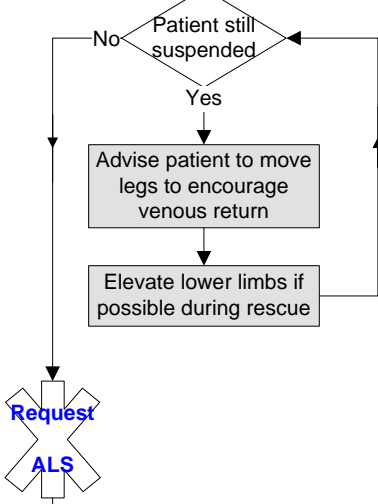 Patient still
suspended
No
Yes
Advise patient to move
legs to encourage
venous return
Elevate lower limbs if
possible during rescue
Request
ALS